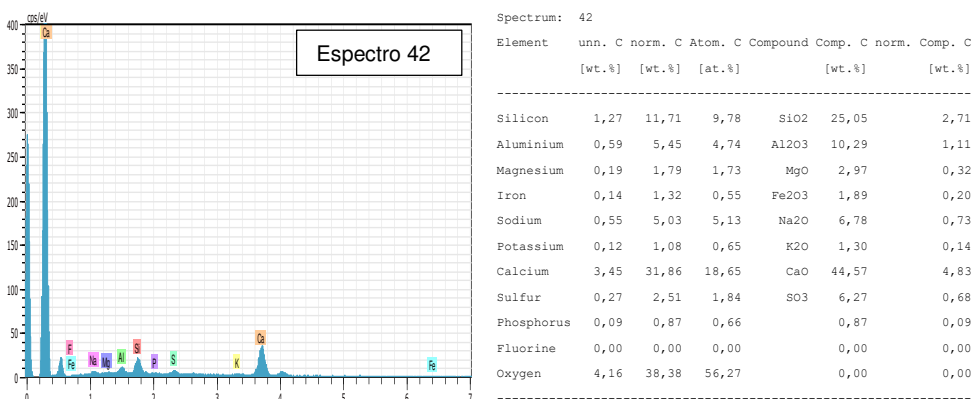 cps/eV
400
350
300
250
200
150
100
50
0
0 1 2 3 4 5 6 7
Ca
F
Fe
Na
Mg
Al
Si
P
S
K
Ca
Fe
Espectro 42
Spectrum: 42
Element unn. C norm. C Atom. C Compound Comp. C norm. Comp. C
[wt.%] [wt.%] [at.%] [wt.%] [wt.%]
-------------------------------------------------------------------------
Silicon 1,27 11,71 9,78 SiO2 25,05 2,71
Aluminium 0,59 5,45 4,74 Al2O3 10,29 1,11
Magnesium 0,19 1,79 1,73 MgO 2,97 0,32
Iron 0,14 1,32 0,55 Fe2O3 1,89 0,20
Sodium 0,55 5,03 5,13 Na2O 6,78 0,73
Potassium 0,12 1,08 0,65 K2O 1,30 0,14
Calcium 3,45 31,86 18,65 CaO 44,57 4,83
Sulfur 0,27 2,51 1,84 SO3 6,27 0,68
Phosphorus 0,09 0,87 0,66 0,87 0,09
Fluorine 0,00 0,00 0,00 0,00 0,00
Oxygen 4,16 38,38 56,27 0,00 0,00
-------------------------------------------------------------------------